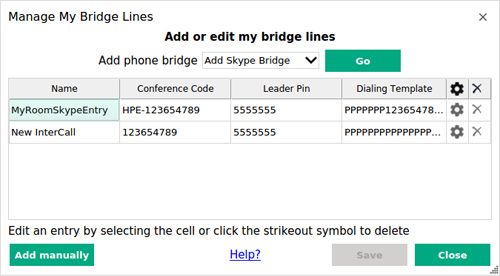 Manage My Bridge Lines
Add or edit my bridge lines
Add phone bridge Add Skype Bridge Go
Name Conference Code Leader Pin Dialing Template
MyRoomSkypeEntry HPE-123654789 5555555 PPPPPPP12365478...
New InterCall 123654789 5555555 PPPPPPPPPPPPPPP...
Edit an entry by selecting the cell or click the strikeout symbol to delete
Add manually Help? Save Close